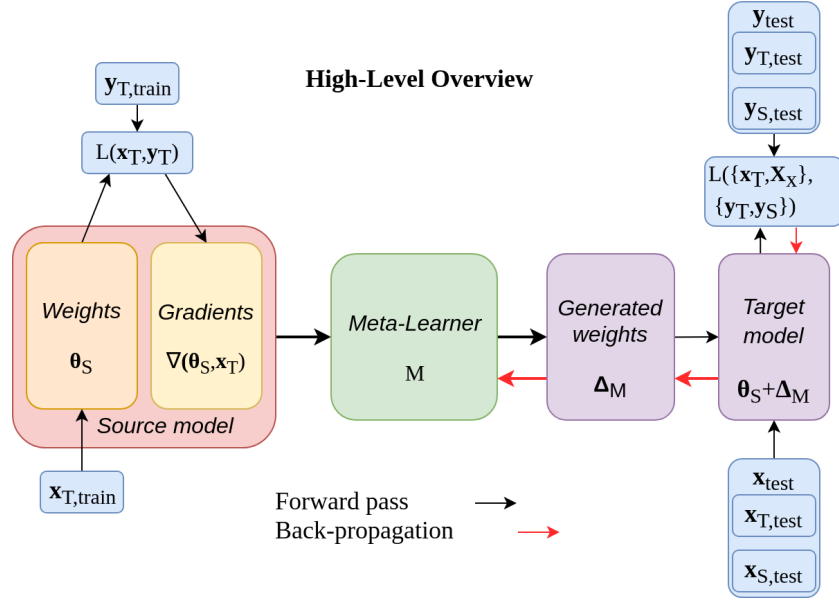 High-Level Overview
y_T,train
L(x_T,y_T)
Weights
θ_S
Gradients
∇(θ_S,x_T)
Source model
x_T,train
Meta-Learner
M
Generated
weights
Δ_M
y_test
y_T,test
y_S,test
L({x_T,X_X},
{y_T,y_S})
Target
model
θ_S+Δ_M
x_test
x_T,test
x_S,test
Forward pass
Back-propagation